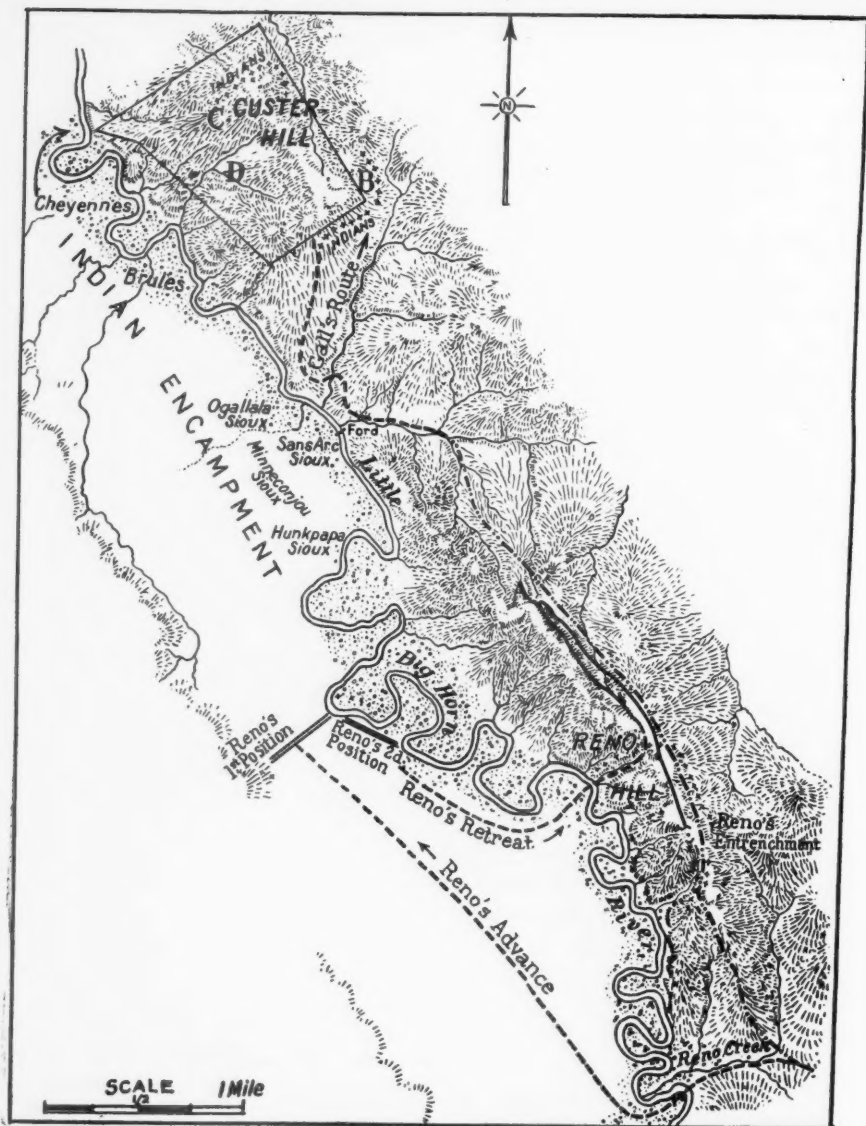 N
INDIANS
C
CUSTER
HILL
D
B
INDIANS
Gall's Route
Cheyennes
Brulés
INDIAN
ENCAMPMENT
Ogallala
Sioux
Sans Arc
Sioux
Minneconjou
Sioux
Hunkpapa
Sioux
Ford
Little
Big Horn
River
Reno's
1st Position
Reno's 2d.
Position
Reno's Retreat
Reno's Advance
RENO
HILL
Reno's
Entrenchment
Reno Creek
SCALE
1/2
1 Mile